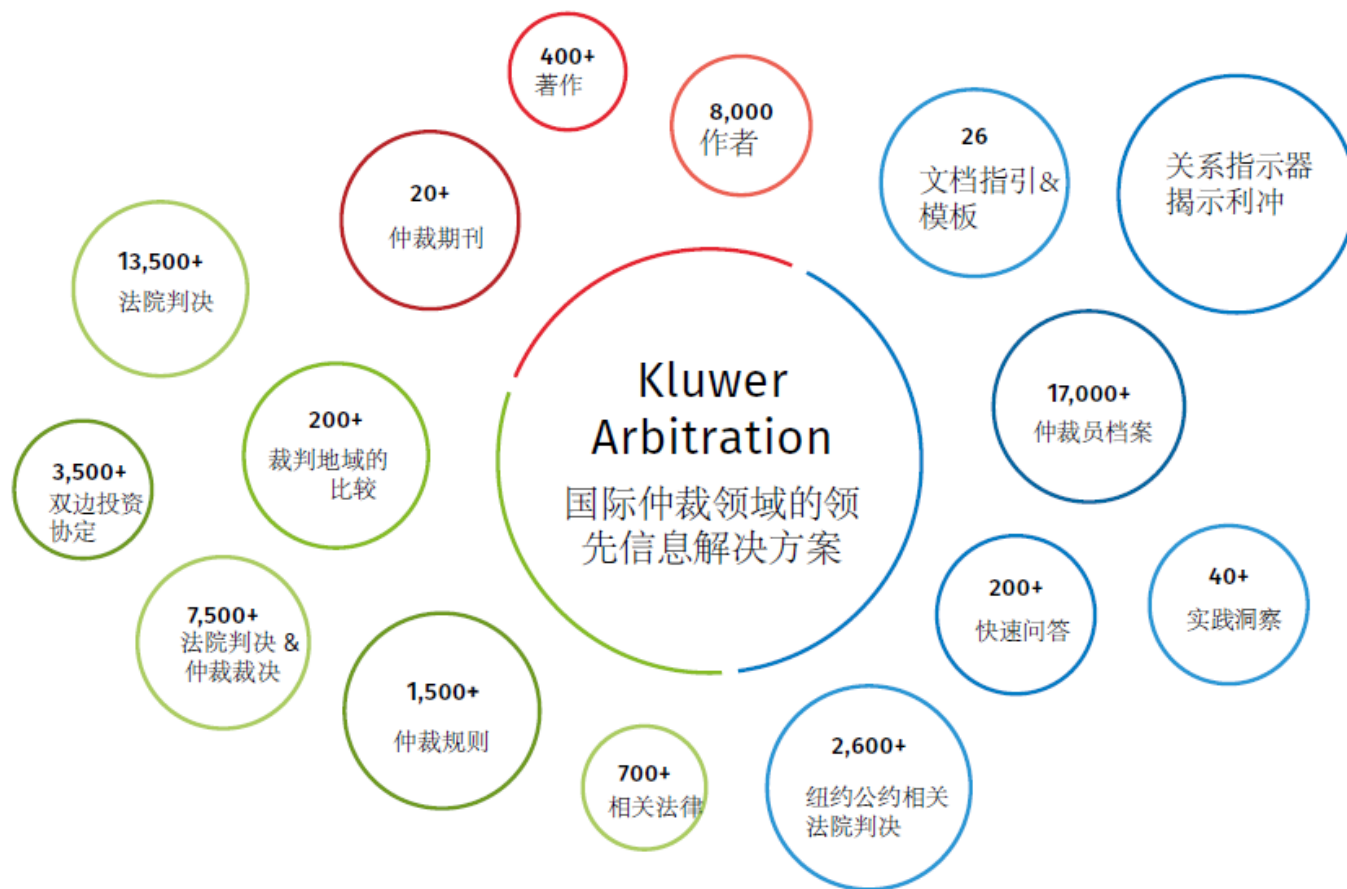 400+
著作
8,000
作者
26
文档指引&
模板
关系指示器
揭示利冲
20+
仲裁期刊
13,500+
法院判决
Kluwer
Arbitration
国际仲裁领域的领
先信息解决方案
17,000+
仲裁员档案
200+
裁判地域的
比较
3,500+
双边投资
协定
7,500+
法院判决 &
仲裁裁决
200+
快速问答
40+
实践洞察
1,500+
仲裁规则
700+
相关法律
2,600+
纽约公约相关
法院判决